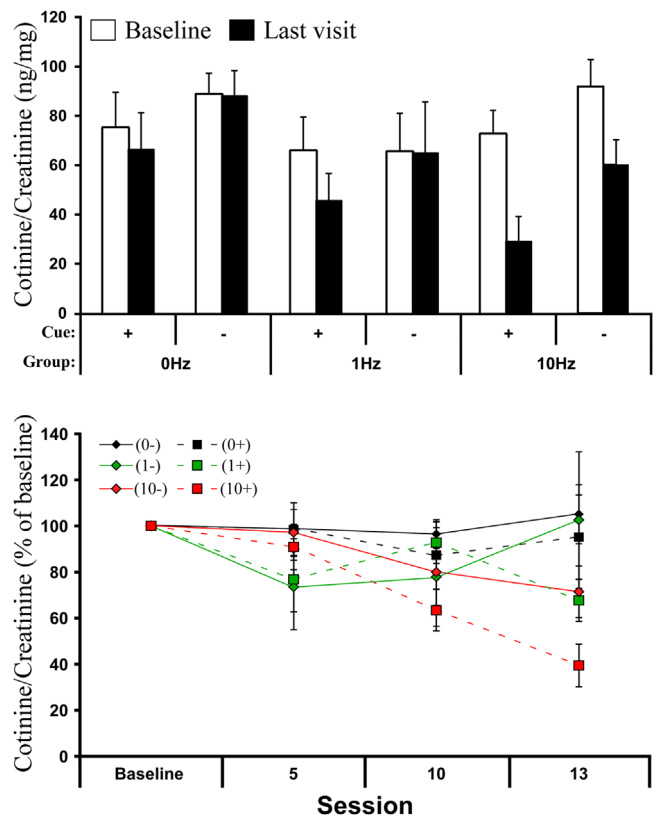 Cotinine/Creatinine (ng/mg)
120
100
80
60
40
20
0
Baseline
Last visit
Cue: + - + - + -
Group: 0Hz 1Hz 10Hz
Cotinine/Creatinine (% of baseline)
140
120
100
80
60
40
20
0
(0-) (0+)
(1-) (1+)
(10-) (10+)
Baseline 5 10 13
Session